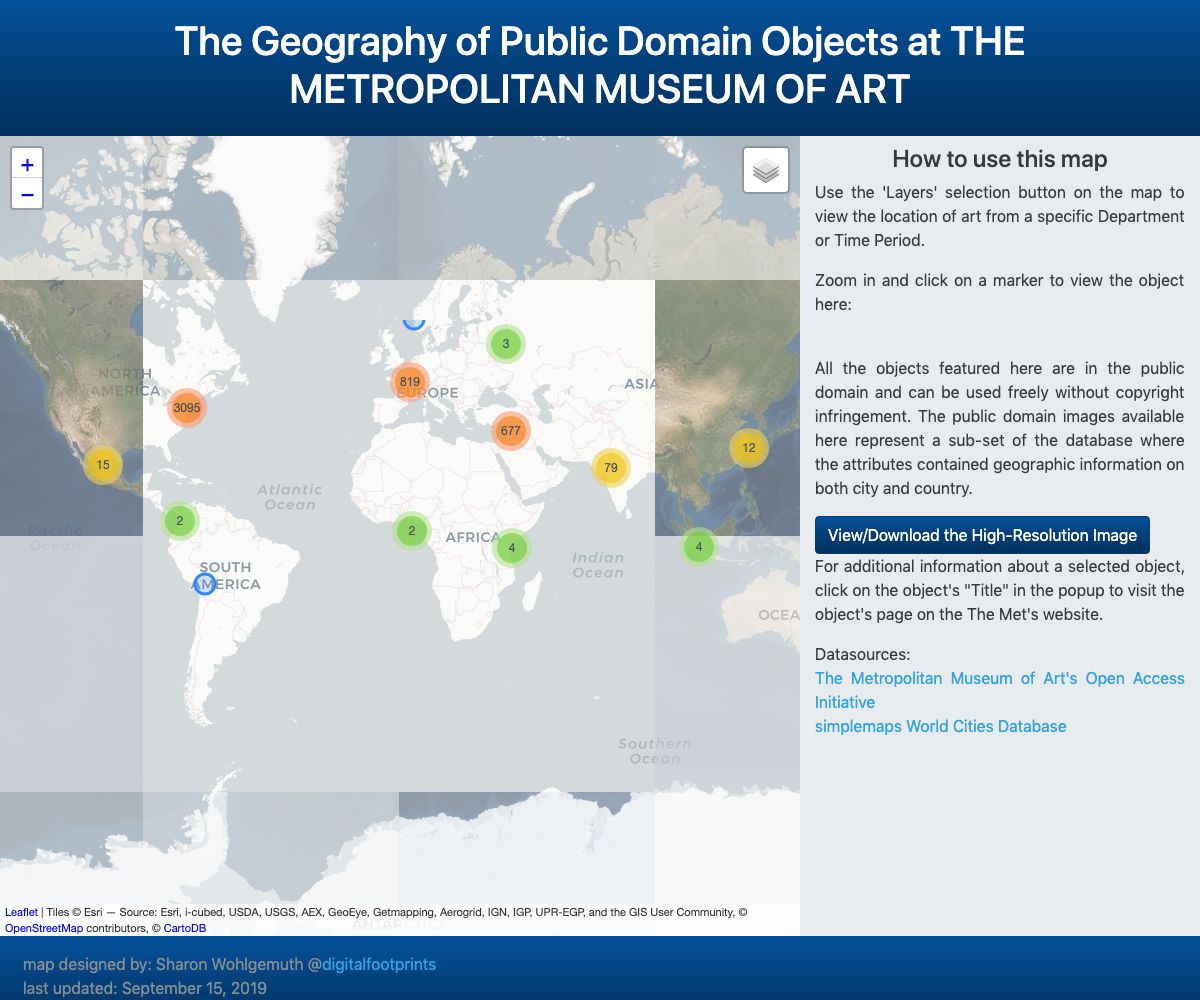 The Geography of Public Domain Objects at THE
METROPOLITAN MUSEUM OF ART
+
−
NORTH
AMERICA
3095
15
2
SOUTH
AMERICA
Pacific
Ocean
Atlantic
Ocean
819
EUROPE
3
677
ASIA
79
12
2
AFRICA
4
4
Indian
Ocean
OCEA
Southern
Ocean
ANTARCTICA
Leaflet | Tiles © Esri — Source: Esri, i-cubed, USDA, USGS, AEX, GeoEye, Getmapping, Aerogrid, IGN, IGP, UPR-EGP, and the GIS User Community, ©
OpenStreetMap contributors, © CartoDB
How to use this map
Use the 'Layers' selection button on the map to
view the location of art from a specific Department
or Time Period.
Zoom in and click on a marker to view the object
here:
All the objects featured here are in the public
domain and can be used freely without copyright
infringement. The public domain images available
here represent a sub-set of the database where
the attributes contained geographic information on
both city and country.
View/Download the High-Resolution Image
For additional information about a selected object,
click on the object's "Title" in the popup to visit the
object's page on the The Met's website.
Datasources:
The Metropolitan Museum of Art's Open Access
Initiative
simplemaps World Cities Database
map designed by: Sharon Wohlgemuth @digitalfootprints
last updated: September 15, 2019